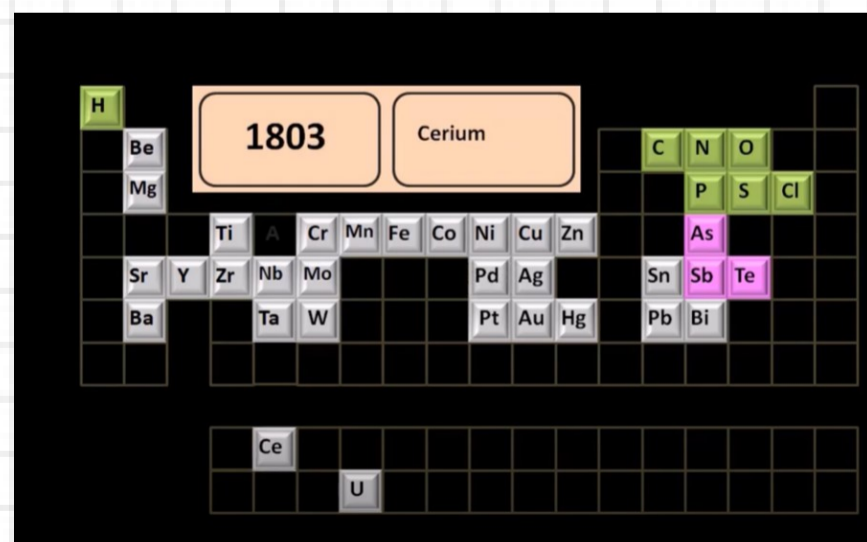 H
1803 Cerium
Be C N O
Mg P S Cl
Ti A Cr Mn Fe Co Ni Cu Zn As
Sr Y Zr Nb Mo Pd Ag Sn Sb Te
Ba Ta W Pt Au Hg Pb Bi
Ce
U